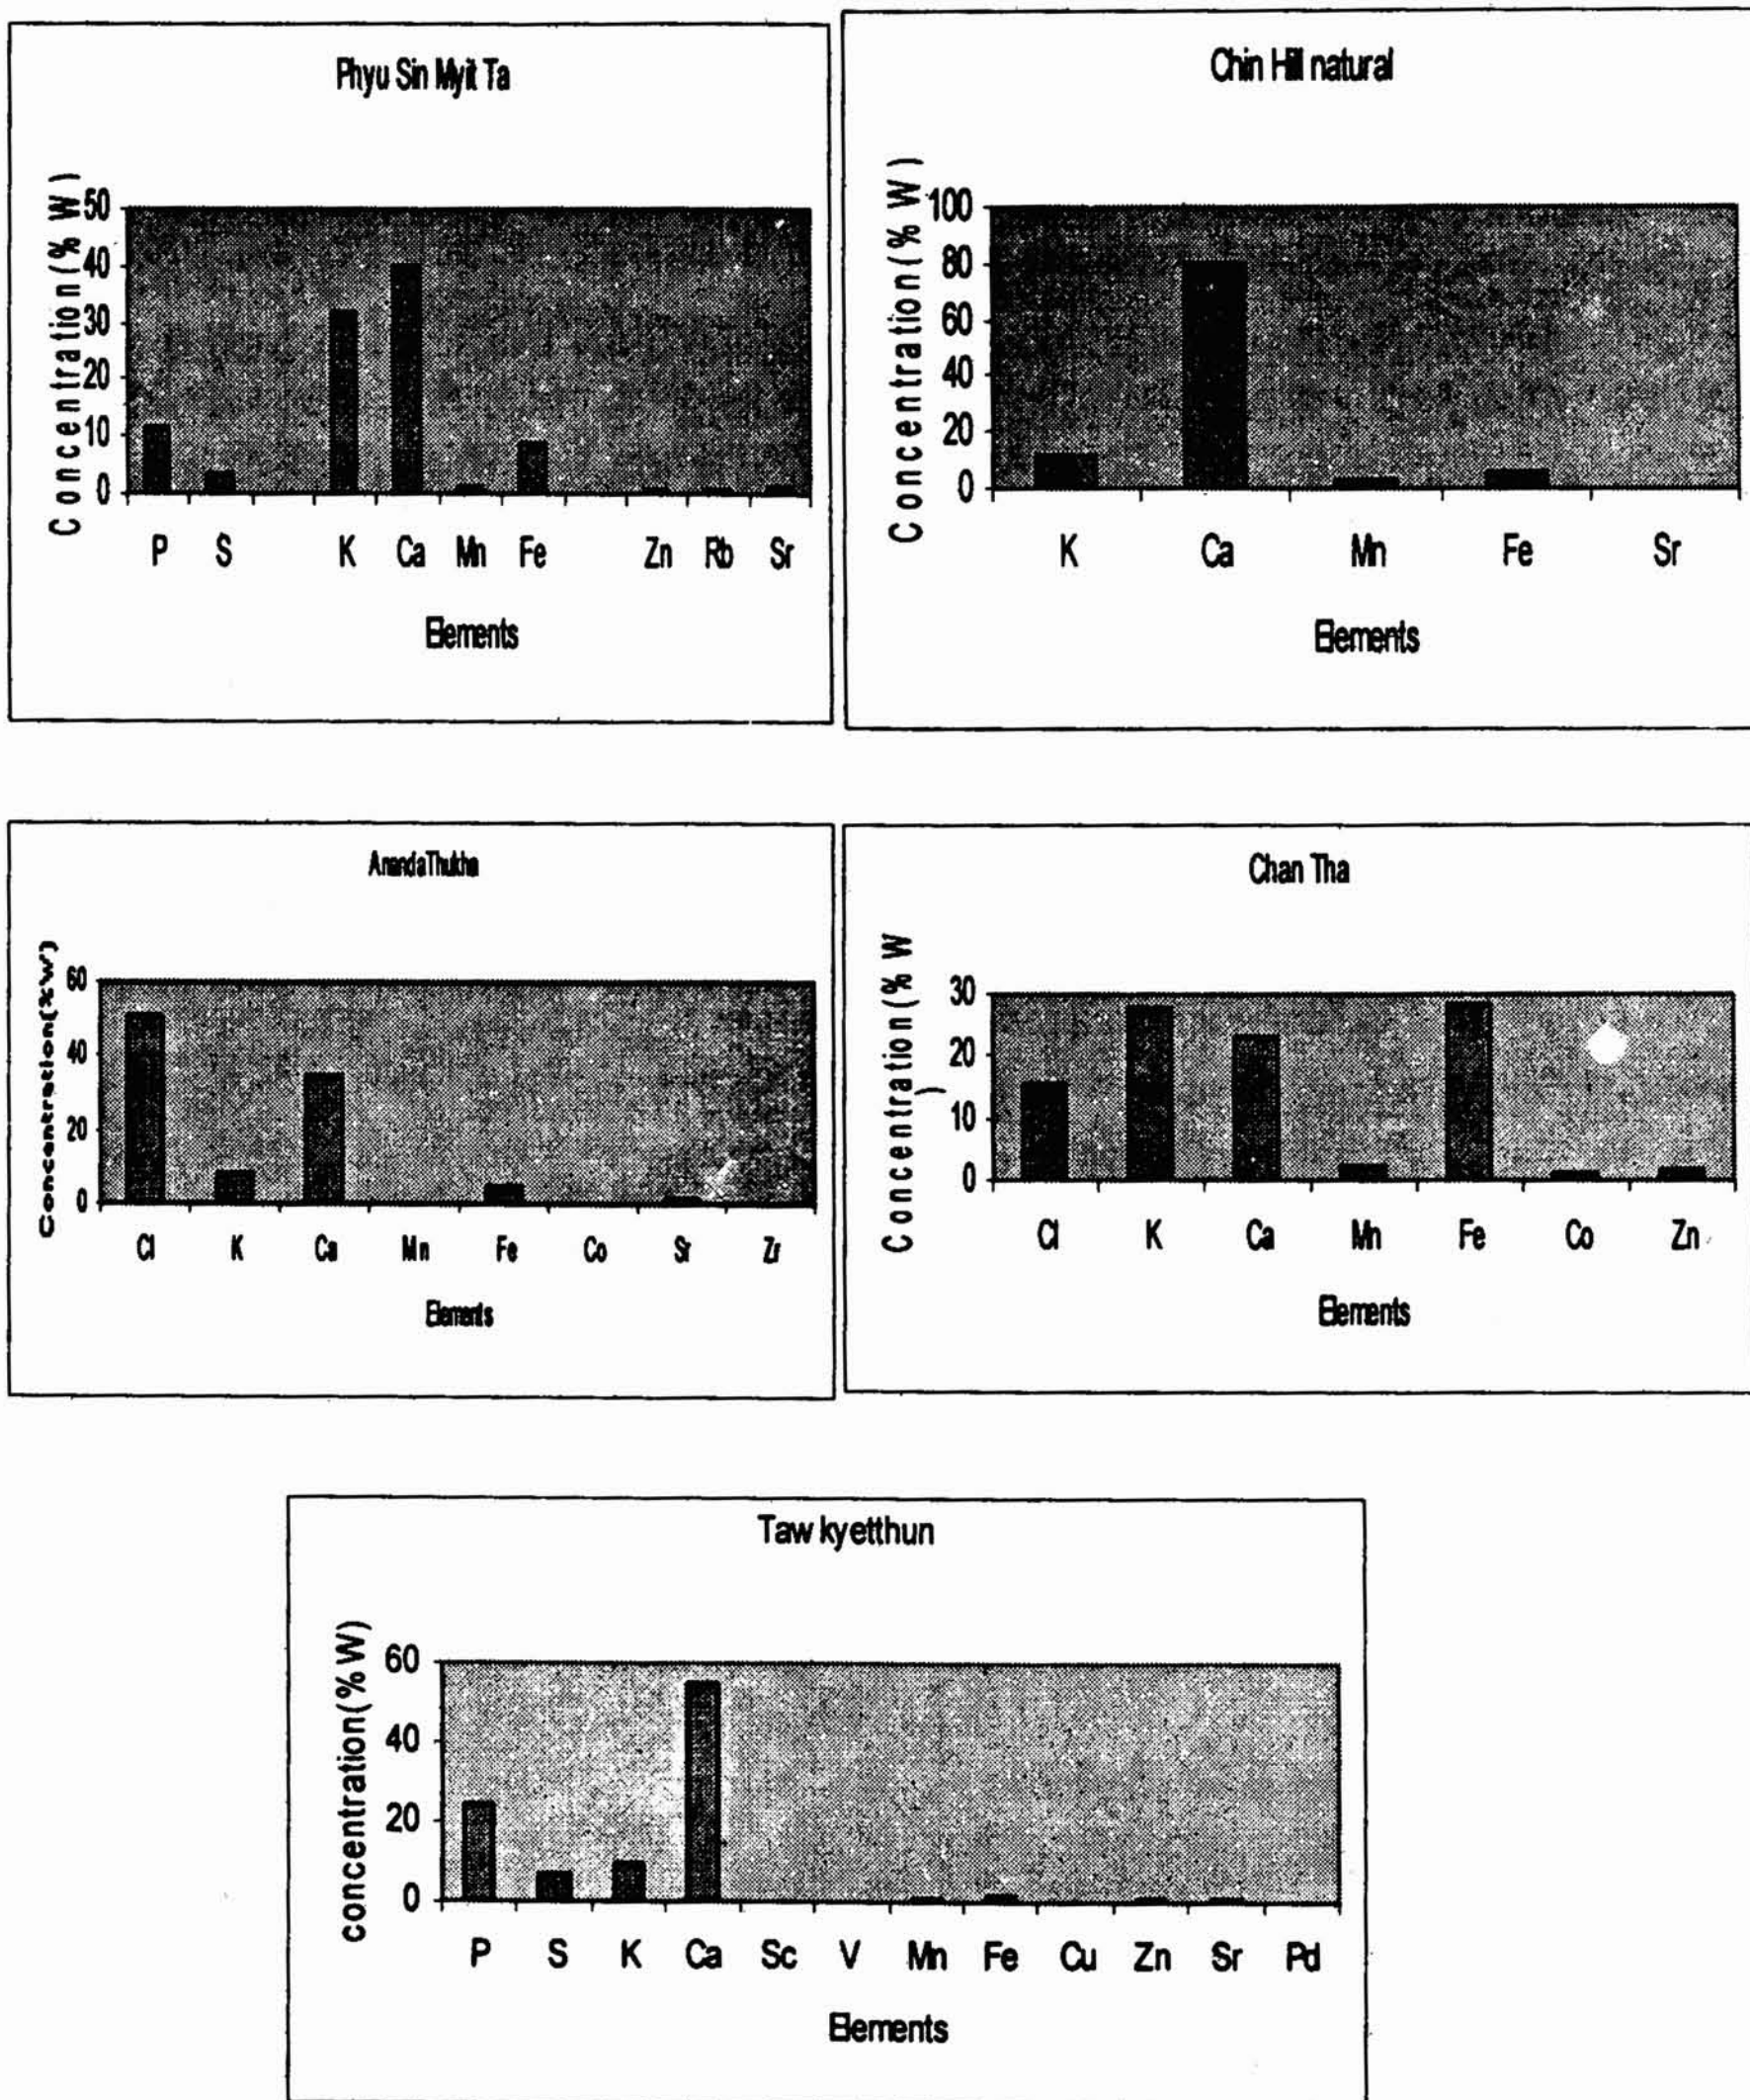 Phyu Sin Myit Ta
Concentration(% W)
50
40
30
20
10
0
P S K Ca Mn Fe Zn Rb Sr
Elements
Chin Hill natural
Concentration(% W)
100
80
60
40
20
0
K Ca Mn Fe Sr
Elements
Ananda Thukha
Concentration(%W)
60
40
20
0
Cl K Ca Mn Fe Co Sr Zr
Elements
Chan Tha
Concentration(% W
)
30
20
10
0
Cl K Ca Mn Fe Co Zn
Elements
Taw kyetthun
concentration(% W)
60
40
20
0
P S K Ca Sc V Mn Fe Cu Zn Sr Pd
Elements